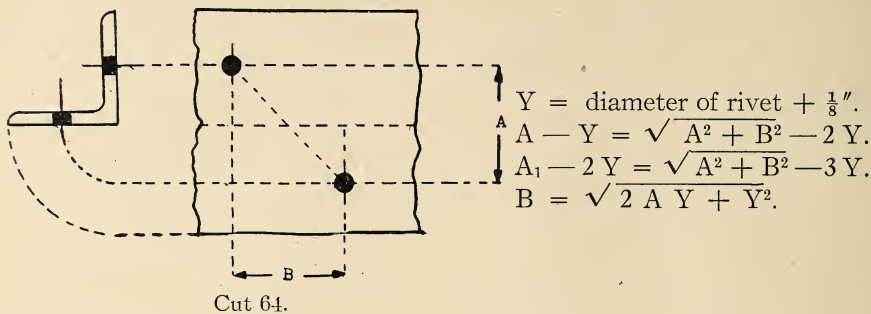 A
Y = diameter of rivet + 1/8".
A — Y = √A² + B² — 2 Y.
A₁ — 2 Y = √A² + B² — 3 Y.
B = √2 A Y + Y².
B
Cut 64.